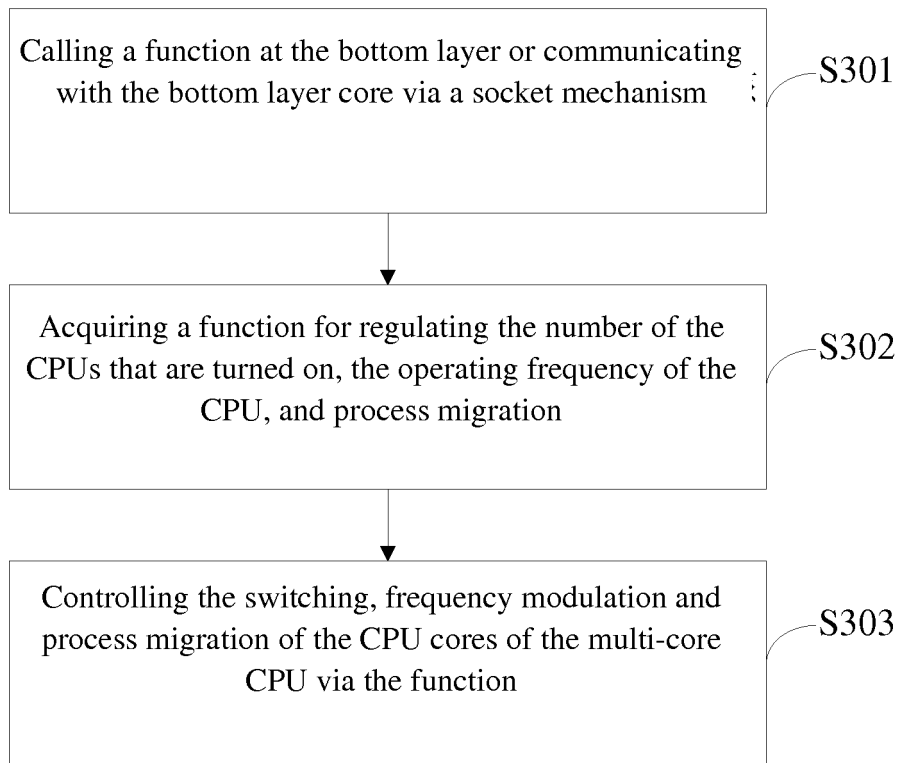 Calling a function at the bottom layer or communicating
with the bottom layer core via a socket mechanism
S301
Acquiring a function for regulating the number of the
CPUs that are turned on, the operating frequency of the
CPU, and process migration
S302
Controlling the switching, frequency modulation and
process migration of the CPU cores of the multi-core
CPU via the function
S303